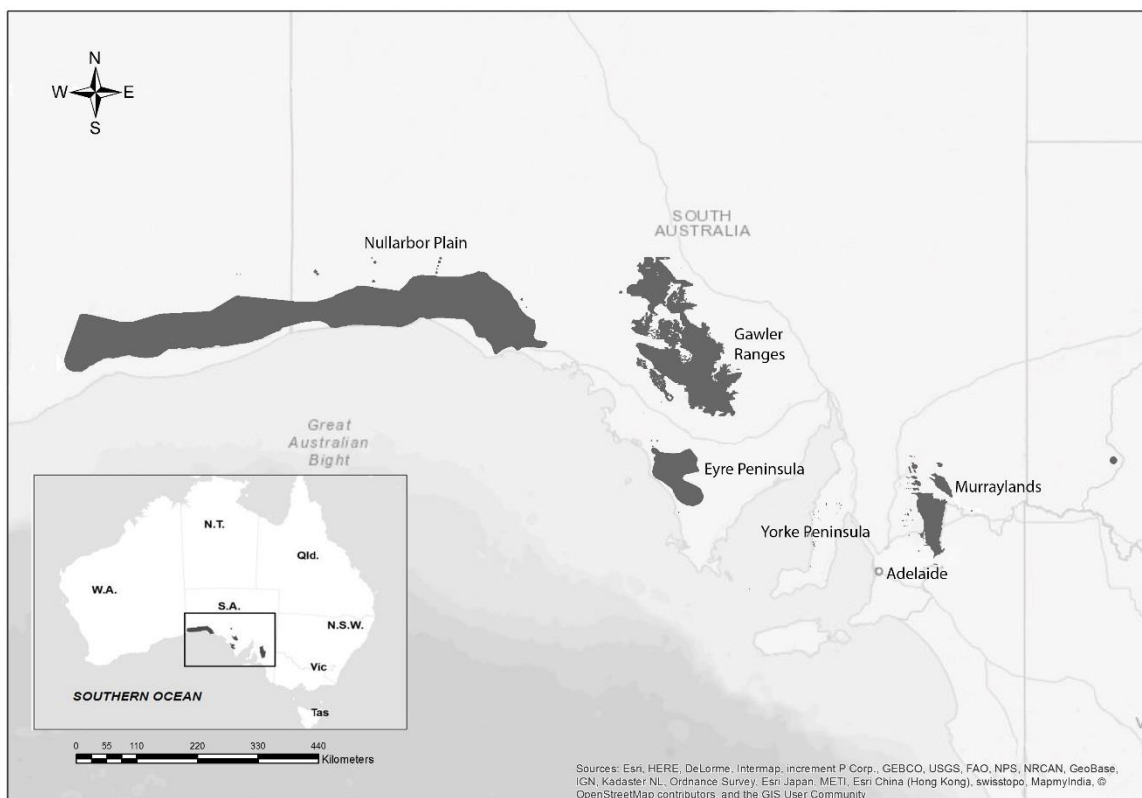 N
W E
S
SOUTH
AUSTRALIA
Nullarbor Plain
Gawler
Ranges
Great
Australian
Bight
Eyre Peninsula
Murraylands
Yorke Peninsula
Adelaide
N.T.
Qld.
W.A.
S.A.
N.S.W.
Vic
SOUTHERN OCEAN
Tas
0 55 110 220 330 440
Kilometers
Sources: Esri, HERE, DeLorme, Intermap, increment P Corp., GEBCO, USGS, FAO, NPS, NRCAN, GeoBase,
IGN, Kadaster NL, Ordnance Survey, Esri Japan, METI, Esri China (Hong Kong), swisstopo, MapmyIndia, ©
OpenStreetMap contributors, and the GIS User Community